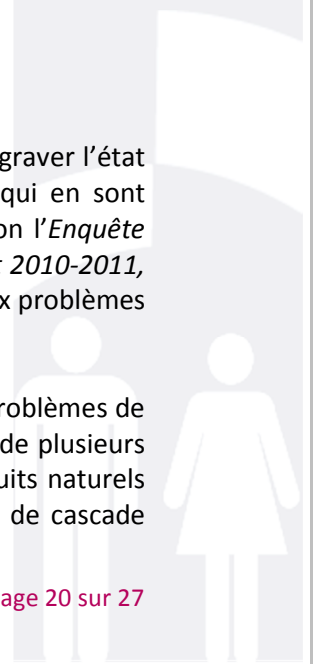 graver l’état
qui en sont
on l’Enquête
2010-2011,
x problèmes
roblèmes de
de plusieurs
uits naturels
de cascade
age 20 sur 27